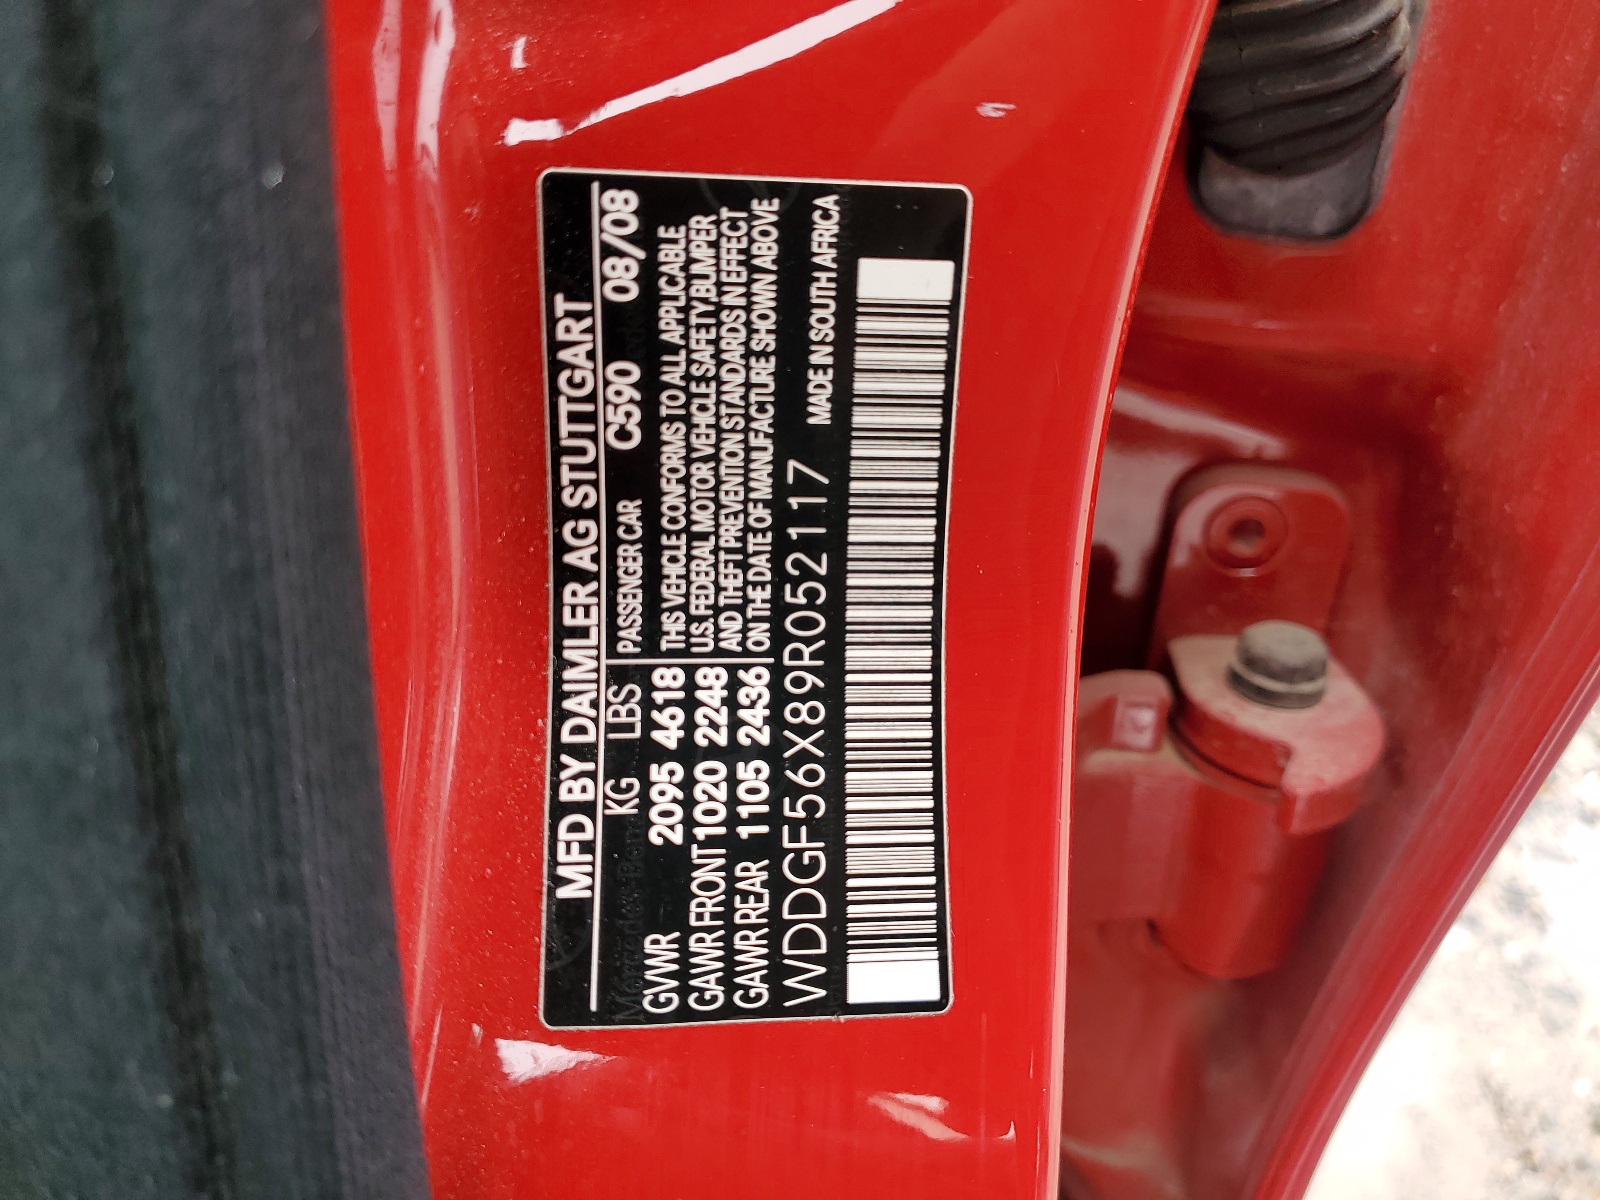 MFD BY DAIMLER AG STUTTGART
KG LBS PASSENGER CAR C590 08/08
GVWR 2095 4618
GAWR FRONT 1020 2248
GAWR REAR 1105 2436
THIS VEHICLE CONFORMS TO ALL APPLICABLE
U.S. FEDERAL MOTOR VEHICLE SAFETY,BUMPER
AND THEFT PREVENTION STANDARDS IN EFFECT
ON THE DATE OF MANUFACTURE SHOWN ABOVE
WDDGF56X89R052117 MADE IN SOUTH AFRICA